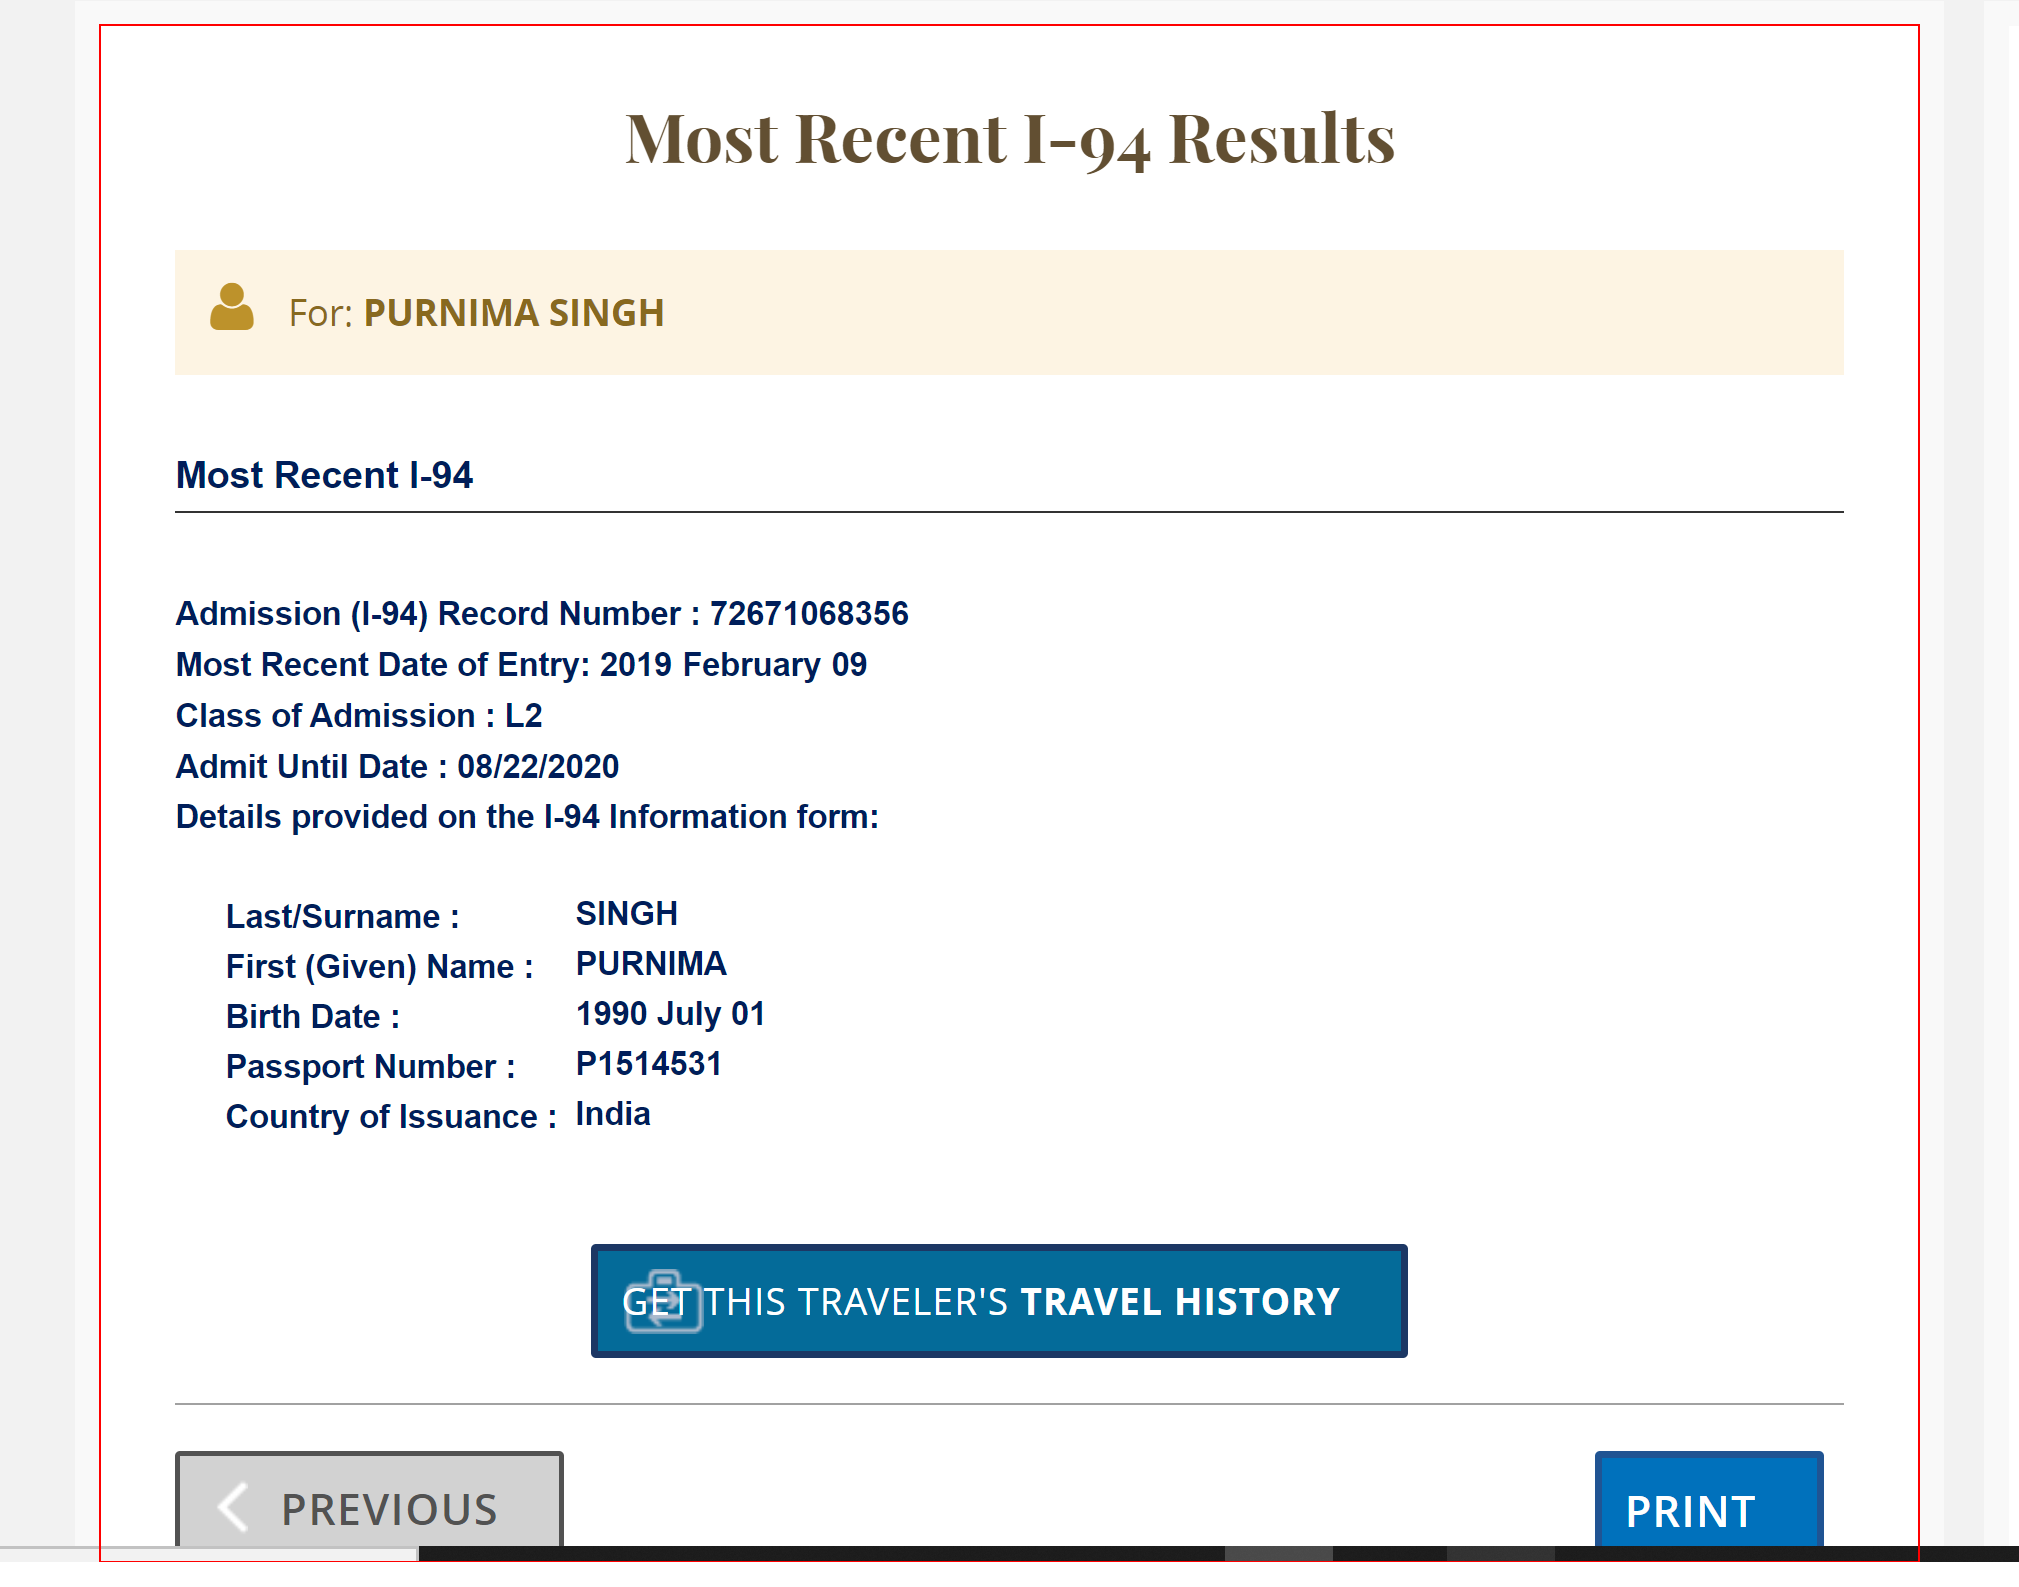 Most Recent I-94 Results
For: PURNIMA SINGH
Most Recent I-94
Admission (I-94) Record Number : 72671068356
Most Recent Date of Entry: 2019 February 09
Class of Admission : L2
Admit Until Date : 08/22/2020
Details provided on the I-94 Information form:
Last/Surname : SINGH
First (Given) Name : PURNIMA
Birth Date : 1990 July 01
Passport Number : P1514531
Country of Issuance : India
GET THIS TRAVELER'S TRAVEL HISTORY
PREVIOUS
PRINT